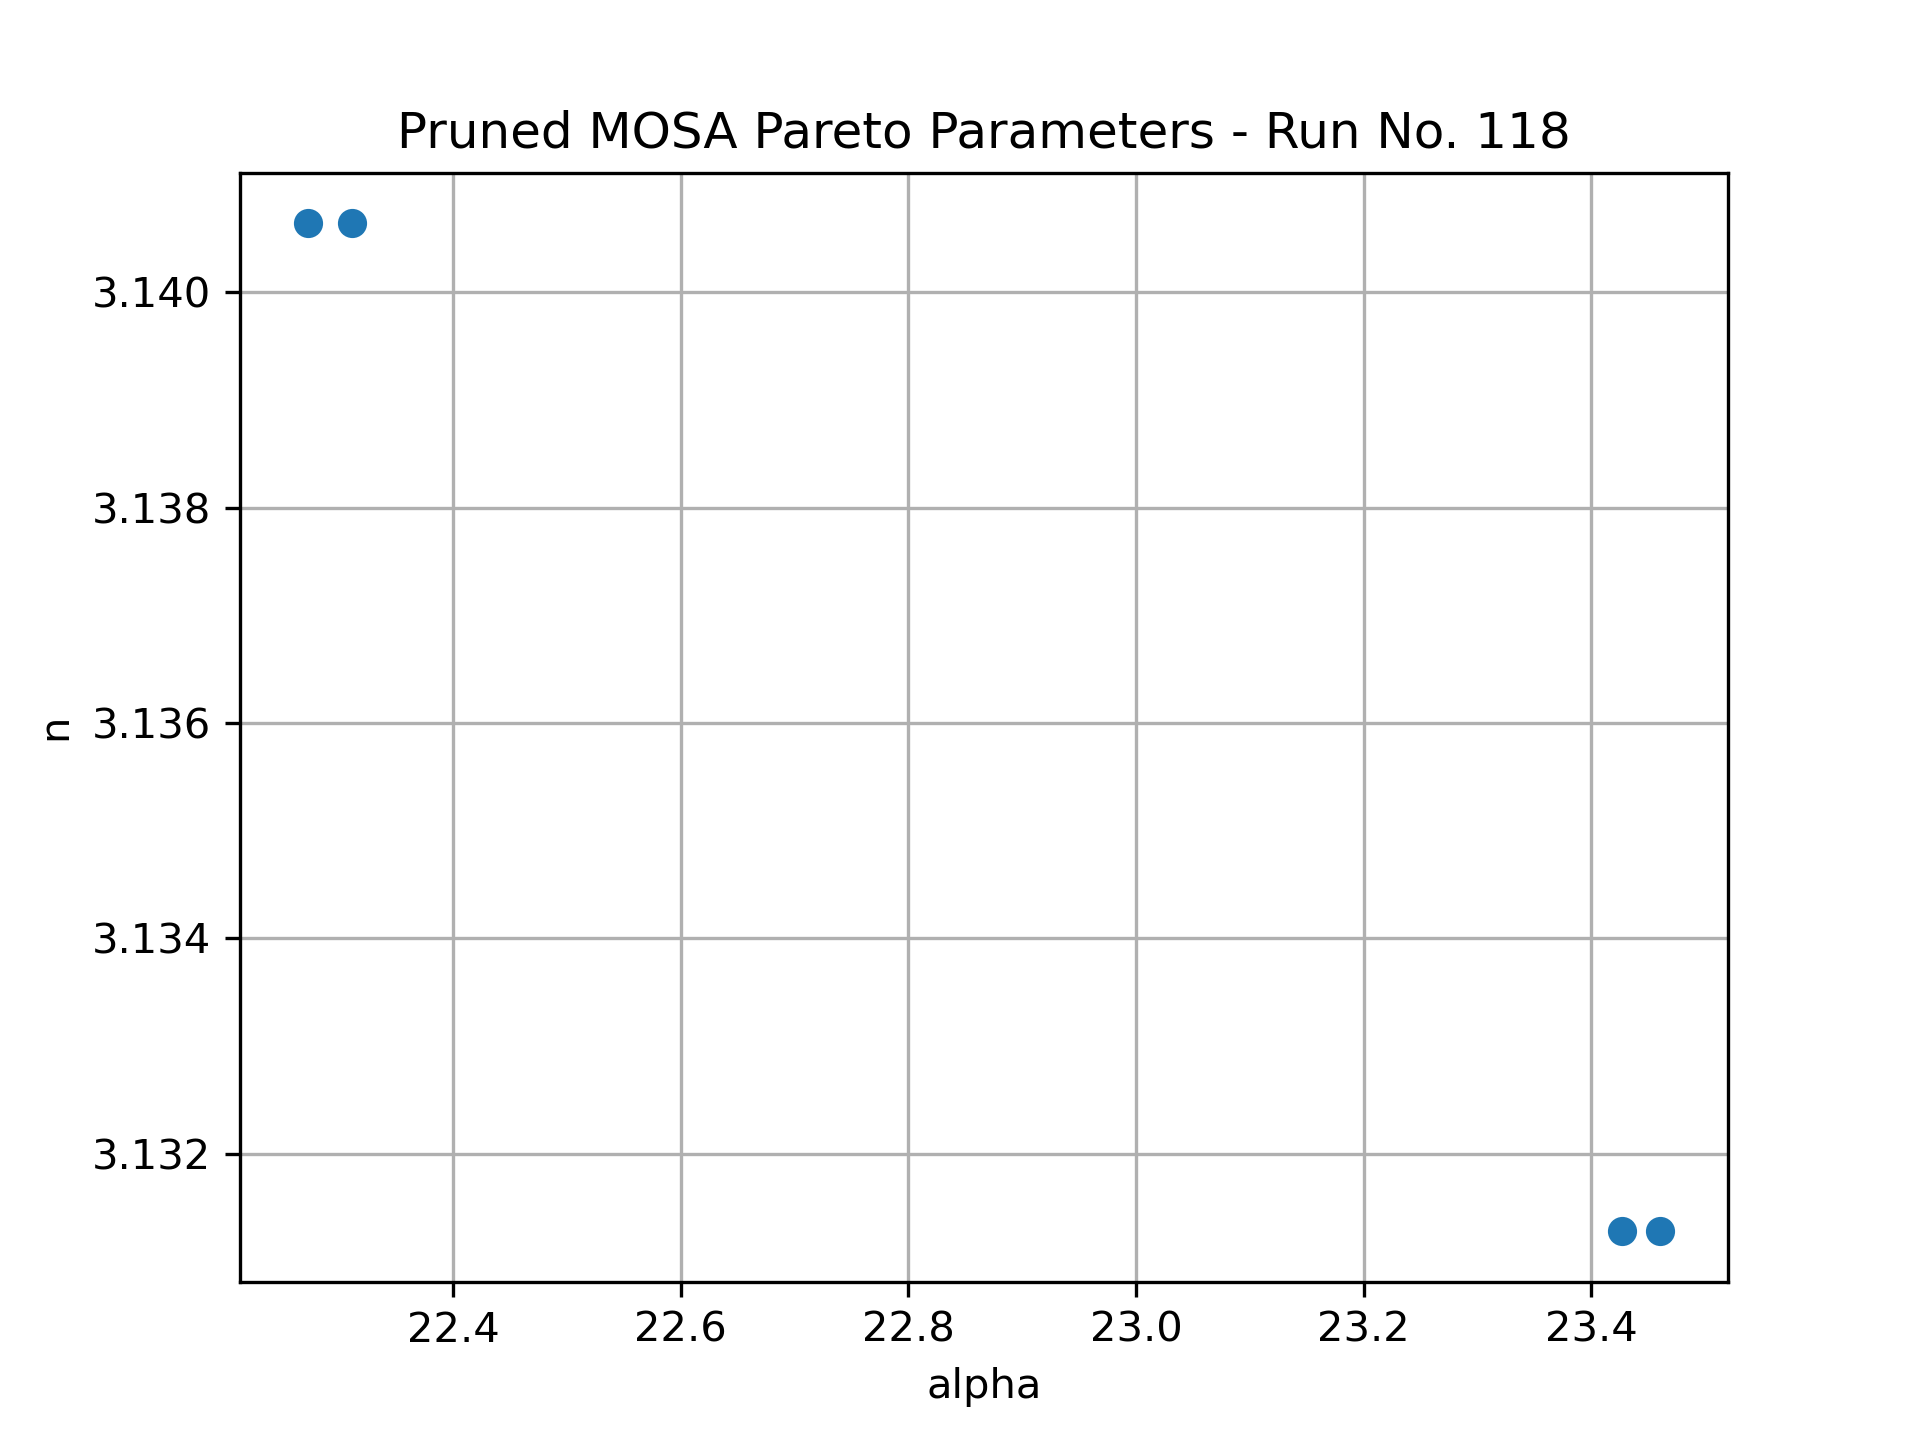 Pruned MOSA Pareto Parameters - Run No. 118
3.140
3.138
3.136
3.134
3.132
n
22.4 22.6 22.8 23.0 23.2 23.4
alpha